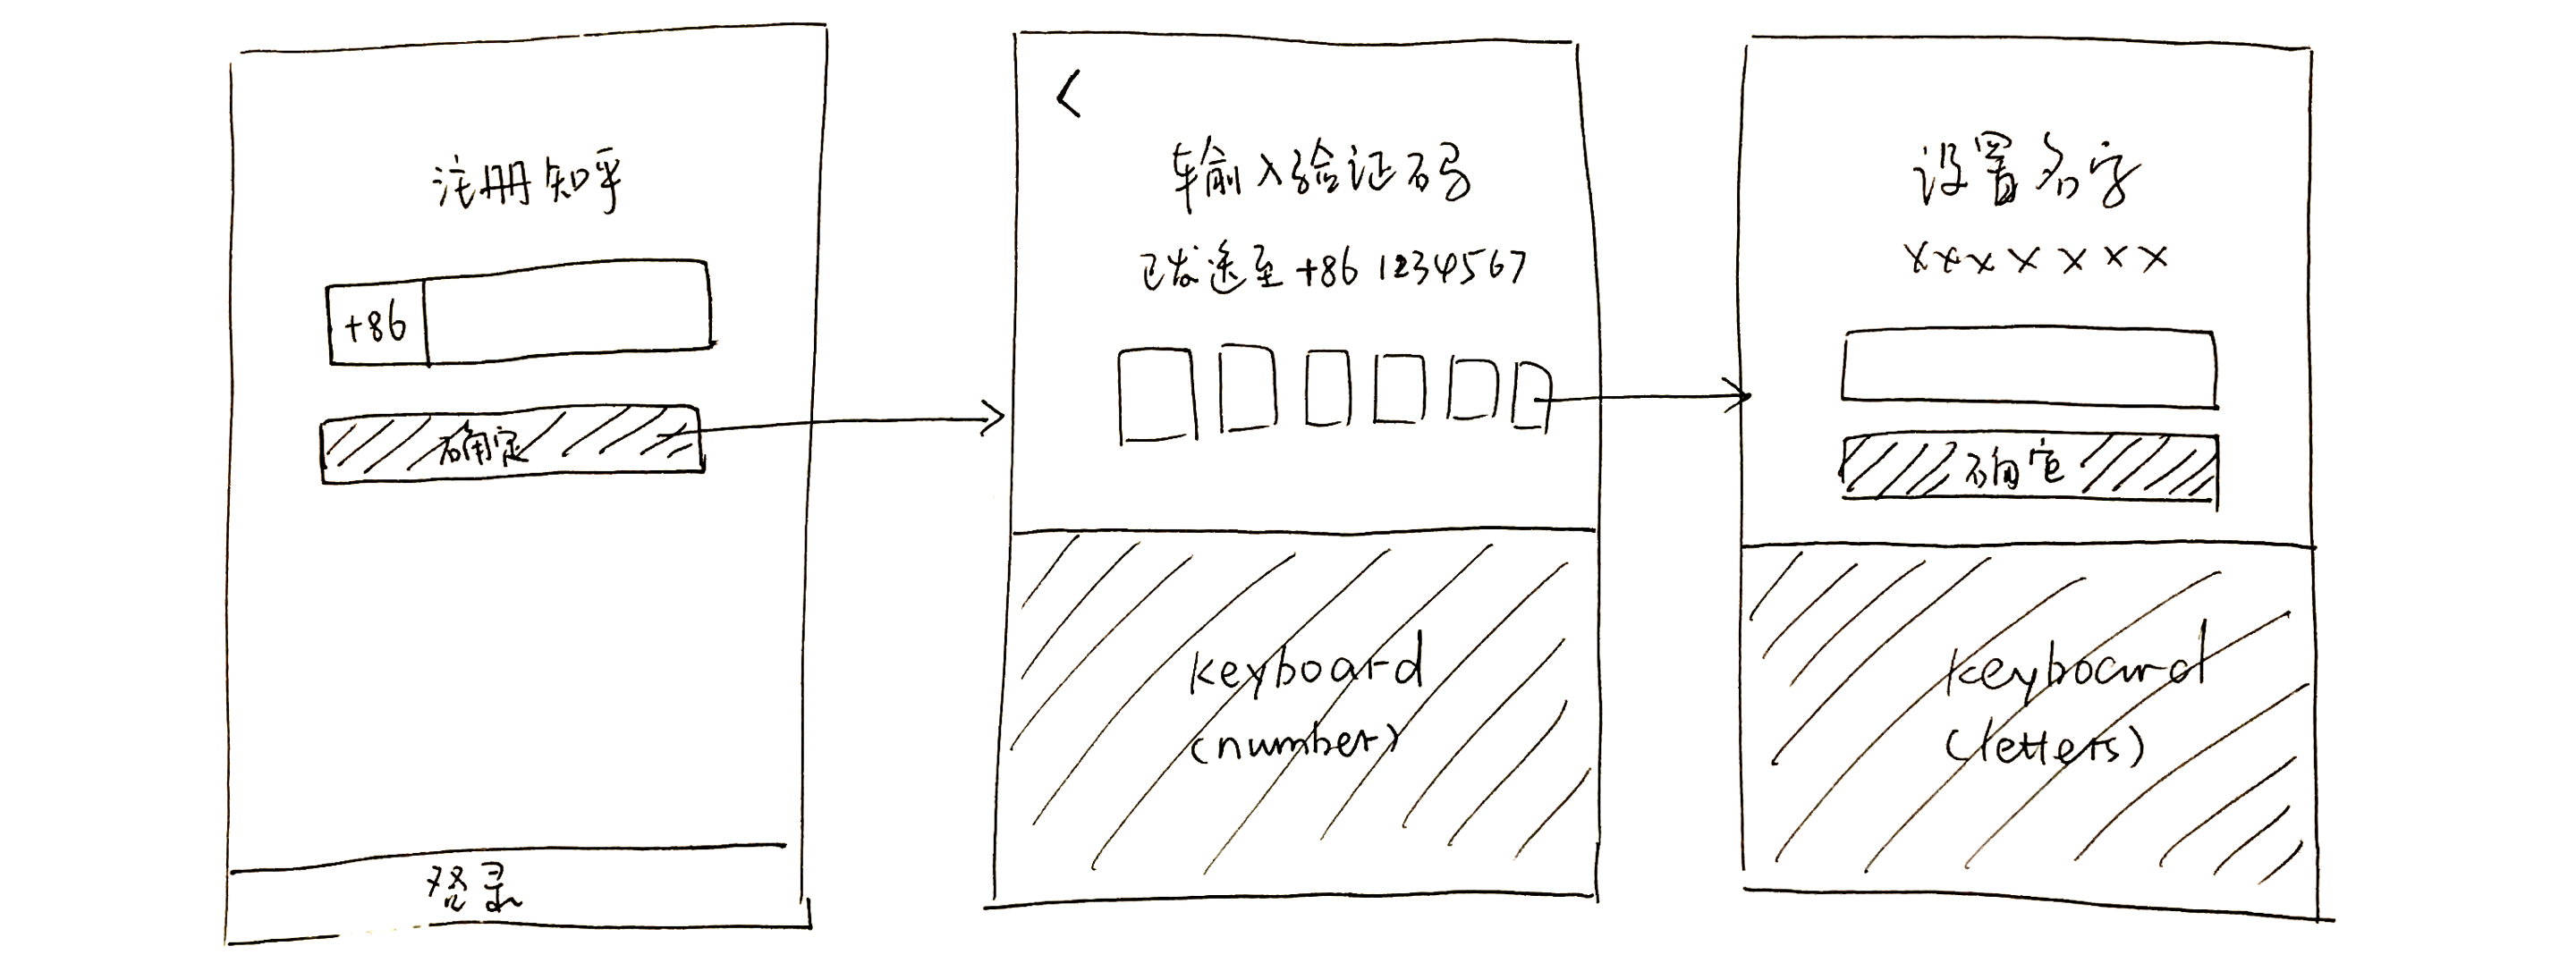 注册知乎
+86
确定
登录
<
输入验证码
已发送至 +86 1234567
keyboard
(number)
设置名字
xxxxxxx
确定
keyboard
(letters)